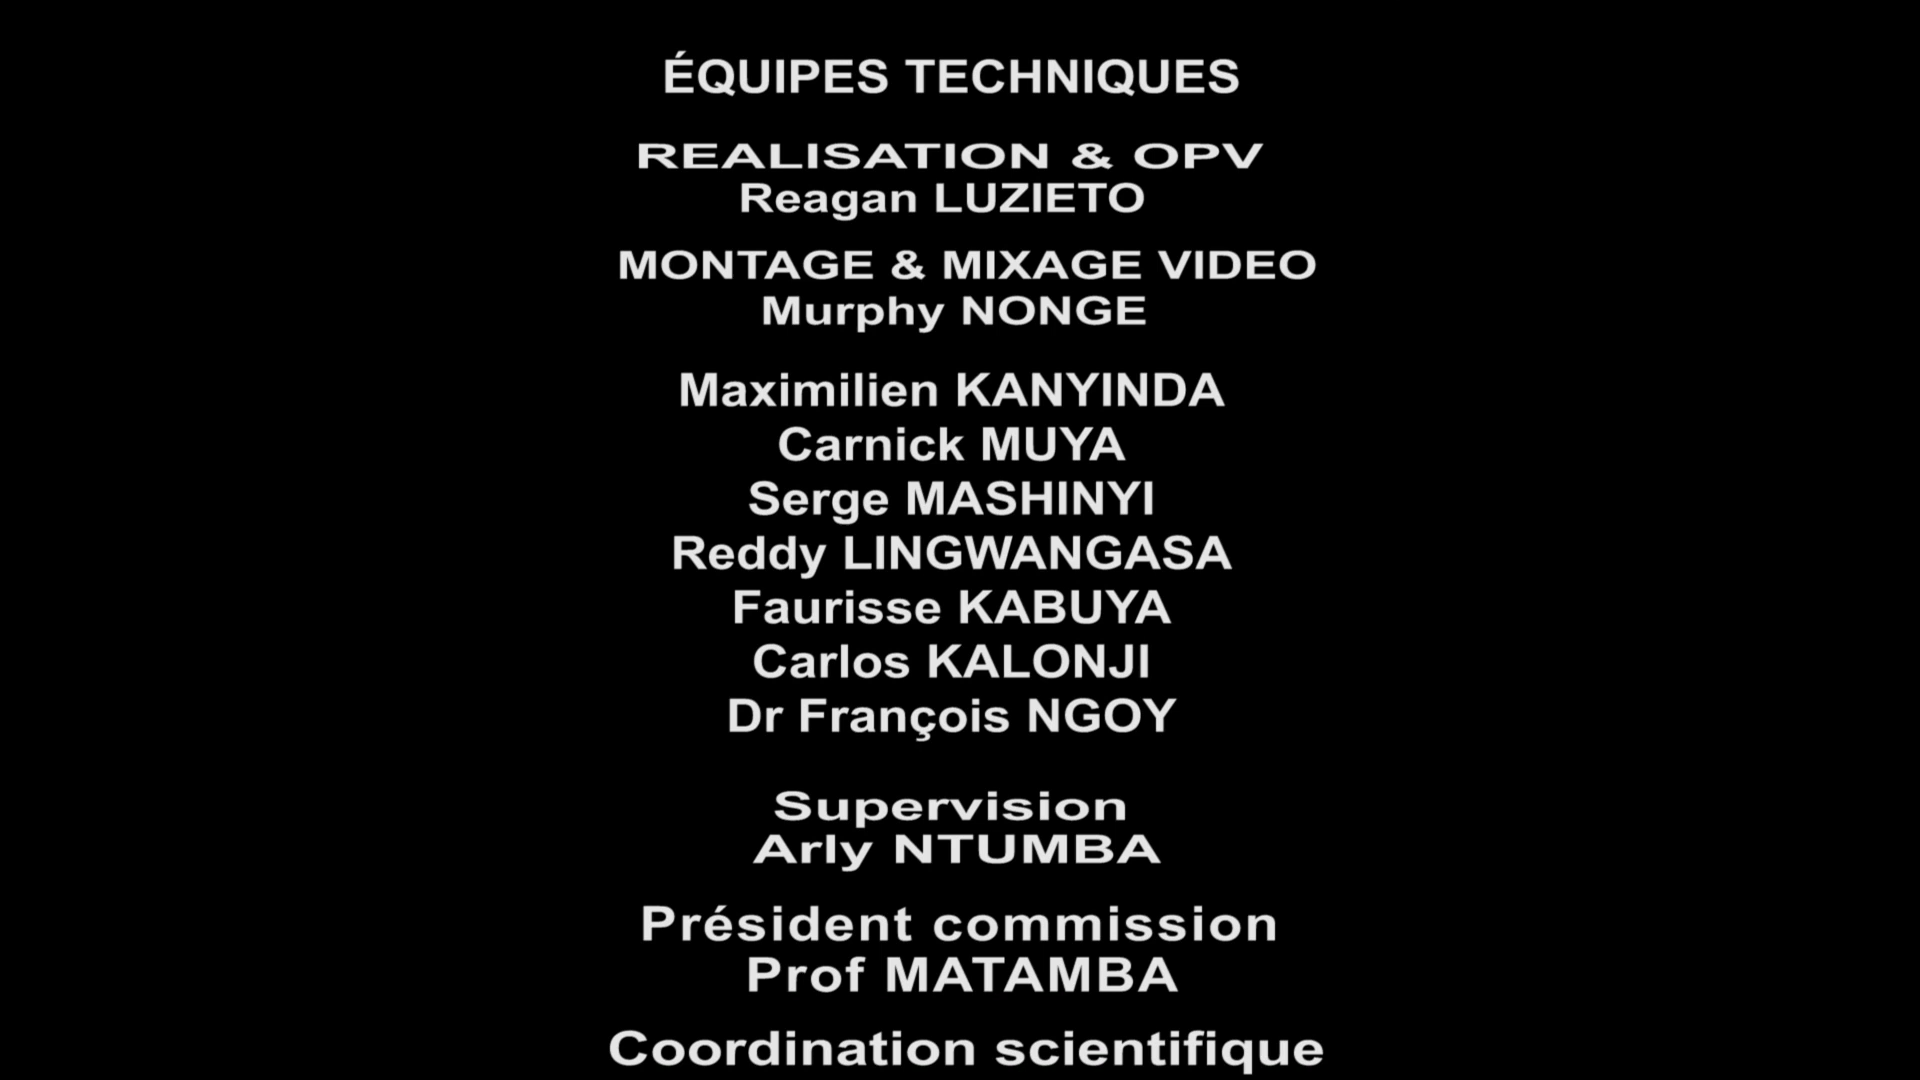 ÉQUIPES TECHNIQUES
REALISATION & OPV
Reagan LUZIETO
MONTAGE & MIXAGE VIDEO
Murphy NONGE
Maximilien KANYINDA
Carnick MUYA
Serge MASHINYI
Reddy LINGWANGASA
Faurisse KABUYA
Carlos KALONJI
Dr François NGOY
Supervision
Arly NTUMBA
Président commission
Prof MATAMBA
Coordination scientifique